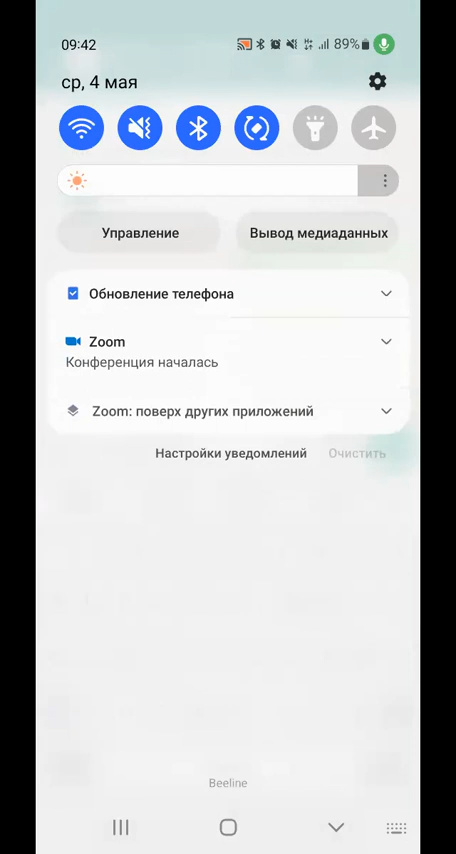 09:42
89%
ср, 4 мая
Управление
Вывод медиаданных
Обновление телефона
Zoom
Конференция началась
Zoom: поверх других приложений
Настройки уведомлений
Очистить
Beeline